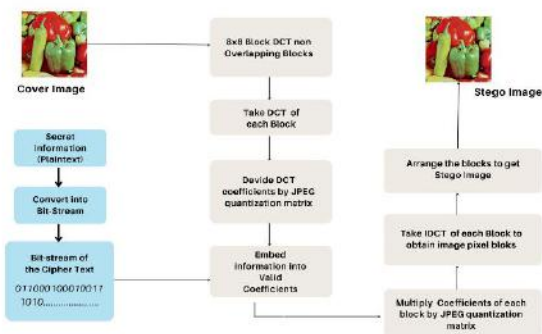 Cover Image
8x8 Block DCT non
Overlapping Blocks
Take DCT of
each Block
Devide DCT
coefficients by JPEG
quantization matrix
Embed
information into
Valid
Coefficients
Secret
Information
(Plaintext)
Convert into
Bit-Stream
Bit-stream of
the Cipher Text
011000100010011
1010..................
Stego Image
Arrange the blocks to get
Stego Image
Take IDCT of each Block to
obtain image pixel bloks
Multiply Coefficients of each
block by JPEG quantization
matrix